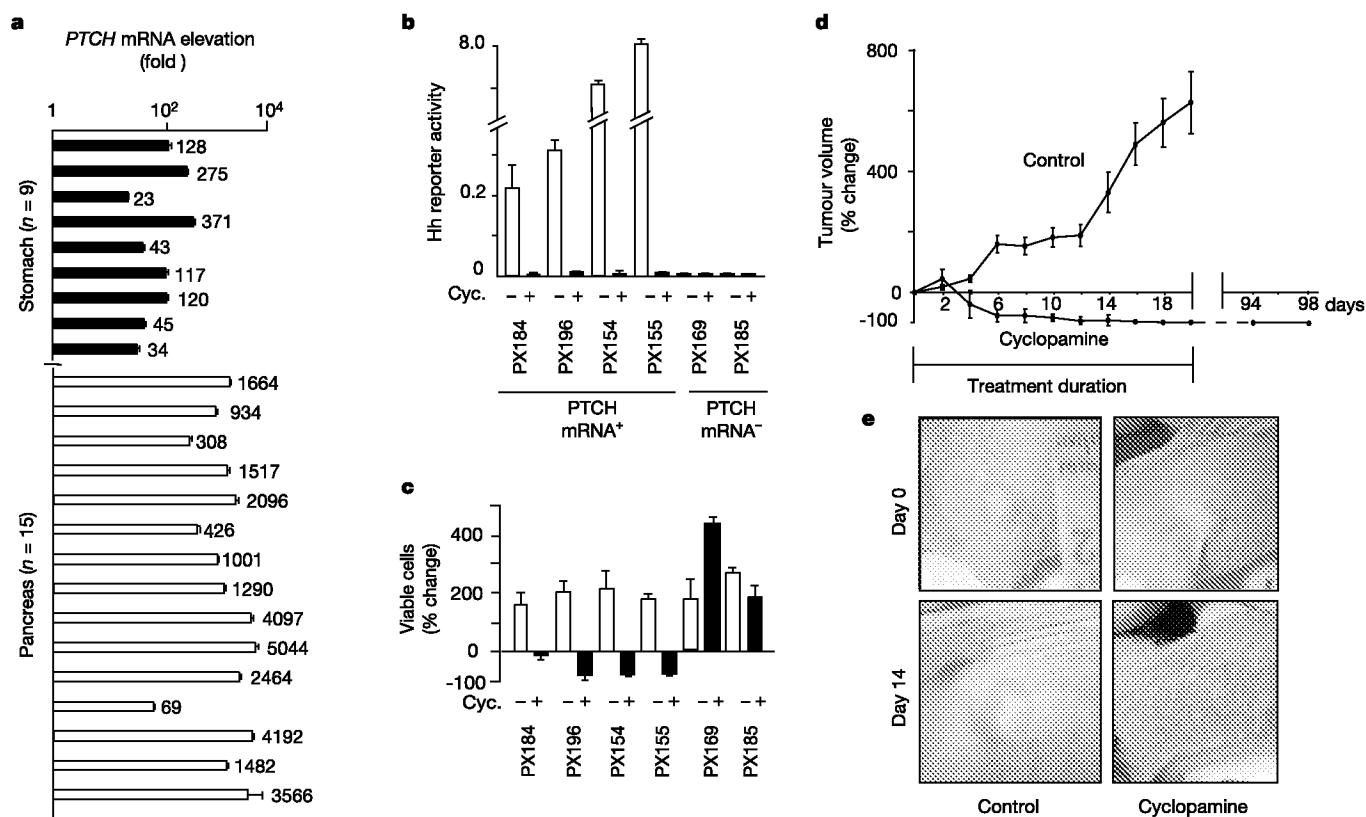 a
PTCH mRNA elevation
(fold )
1 10² 10⁴
Stomach (n = 9)
128
275
23
371
43
117
120
45
34
Pancreas (n = 15)
1664
934
308
1517
2096
426
1001
1290
4097
5044
2464
69
4192
1482
3566
b
Hh reporter activity
8.0
0.2
0
Cyc. – + – + – + – + – + – +
PX184 PX196 PX154 PX155 PX169 PX185
PTCH mRNA⁺
PTCH mRNA⁻
c
Viable cells
(% change)
400
200
0
-100
Cyc. – + – + – + – + – + – +
PX184 PX196 PX154 PX155 PX169 PX185
d
Tumour volume
(% change)
800
400
0
-100
Control
2 6 10 14 18 94 98 days
Cyclopamine
Treatment duration
e
Day 0
Day 14
Control Cyclopamine